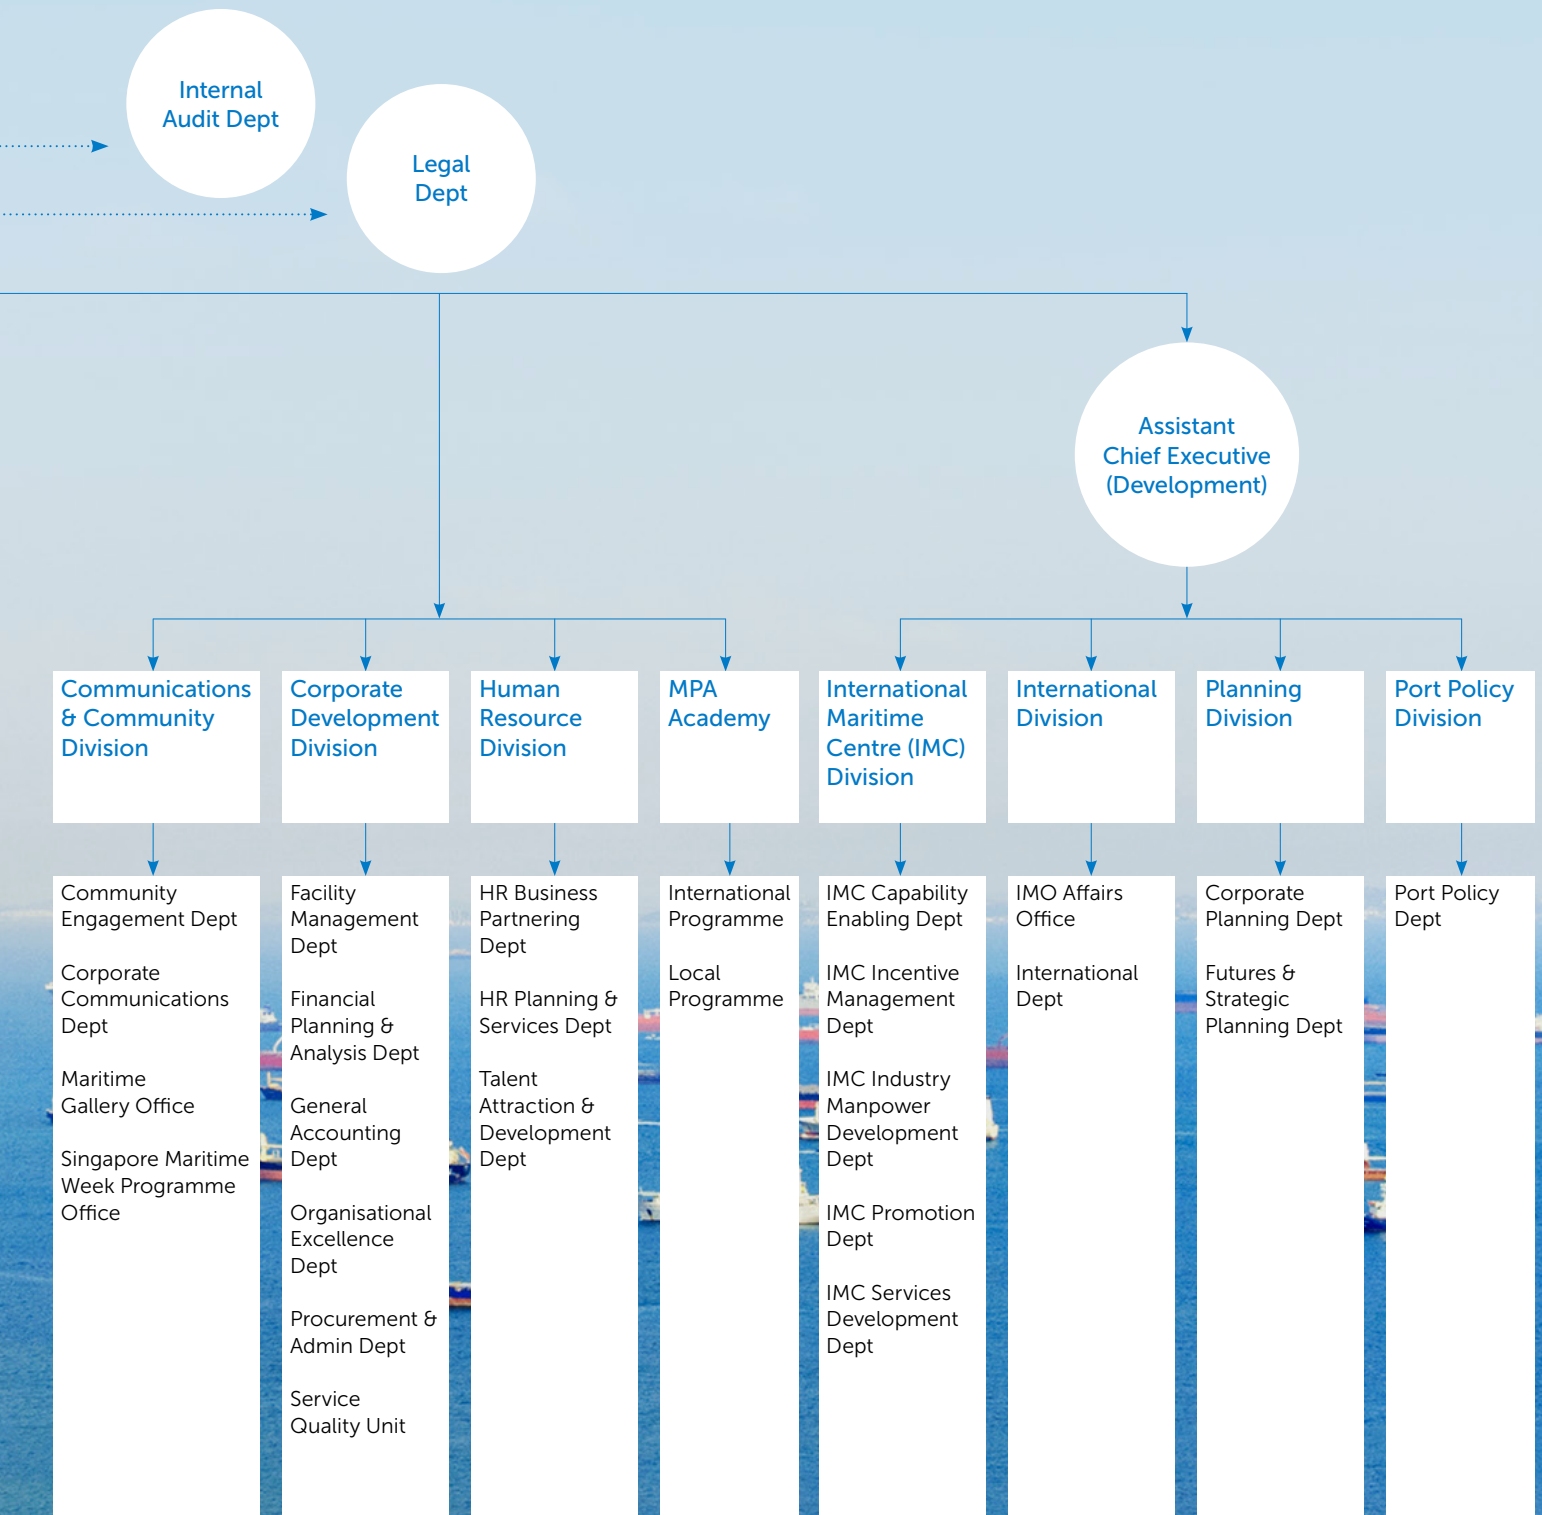 Internal
Audit Dept
Legal
Dept
Assistant
Chief Executive
(Development)
Communications
& Community
Division
Corporate
Development
Division
Human
Resource
Division
MPA
Academy
International
Maritime
Centre (IMC)
Division
International
Division
Planning
Division
Port Policy
Division
Community
Engagement Dept
Corporate
Communications
Dept
Maritime
Gallery Office
Singapore Maritime
Week Programme
Office
Facility
Management
Dept
Financial
Planning &
Analysis Dept
General
Accounting
Dept
Organisational
Excellence
Dept
Procurement &
Admin Dept
Service
Quality Unit
HR Business
Partnering
Dept
HR Planning &
Services Dept
Talent
Attraction &
Development
Dept
International
Programme
Local
Programme
IMC Capability
Enabling Dept
IMC Incentive
Management
Dept
IMC Industry
Manpower
Development
Dept
IMC Promotion
Dept
IMC Services
Development
Dept
IMO Affairs
Office
International
Dept
Corporate
Planning Dept
Futures &
Strategic
Planning Dept
Port Policy
Dept